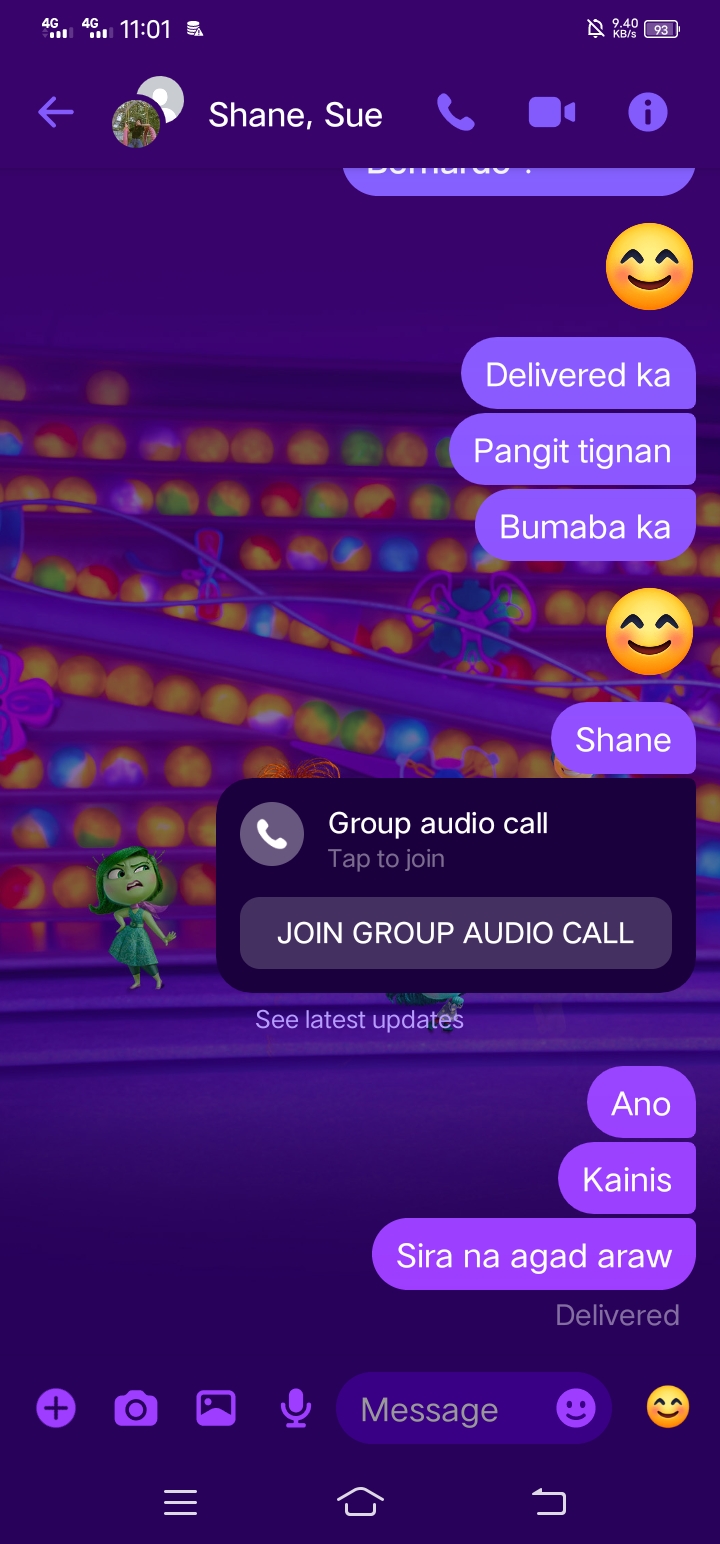 4G 4G 11:01 9.40 KB/s 93
Shane, Sue
Delivered ka
Pangit tignan
Bumaba ka
Shane
Group audio call
Tap to join
JOIN GROUP AUDIO CALL
See latest updates
Ano
Kainis
Sira na agad araw
Delivered
Message